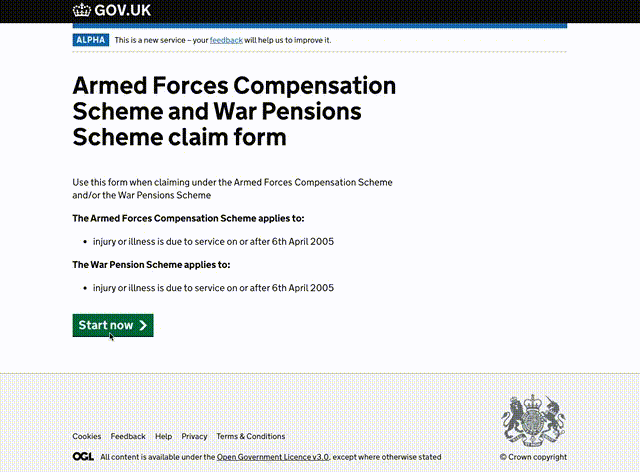 GOV.UK
ALPHA This is a new service – your feedback will help us to improve it.
Armed Forces Compensation
Scheme and War Pensions
Scheme claim form
Use this form when claiming under the Armed Forces Compensation Scheme
and/or the War Pensions Scheme
The Armed Forces Compensation Scheme applies to:
• injury or illness is due to service on or after 6th April 2005
The War Pension Scheme applies to:
• injury or illness is due to service on or after 6th April 2005
Start now
Cookies Feedback Help Privacy Terms & Conditions
OGL All content is available under the Open Government Licence v3.0, except where otherwise stated
© Crown copyright